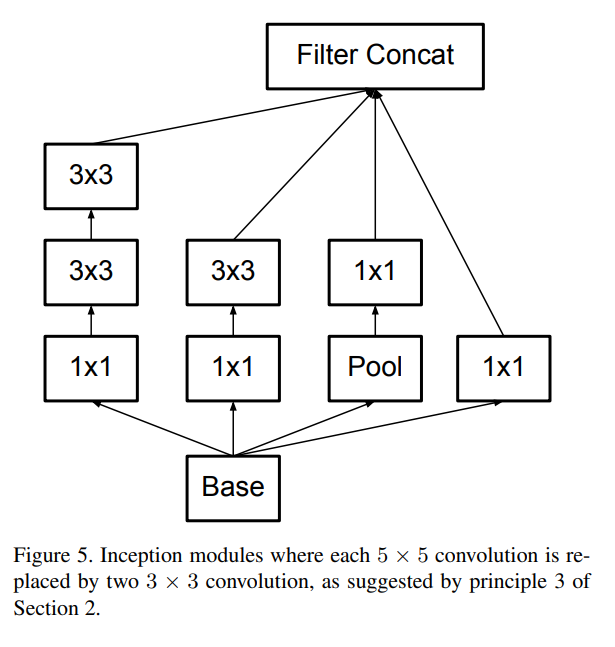 Filter Concat
3x3
3x3
3x3
1x1
1x1
1x1
Pool
1x1
Base
Figure 5. Inception modules where each 5 × 5 convolution is re-
placed by two 3 × 3 convolution, as suggested by principle 3 of
Section 2.